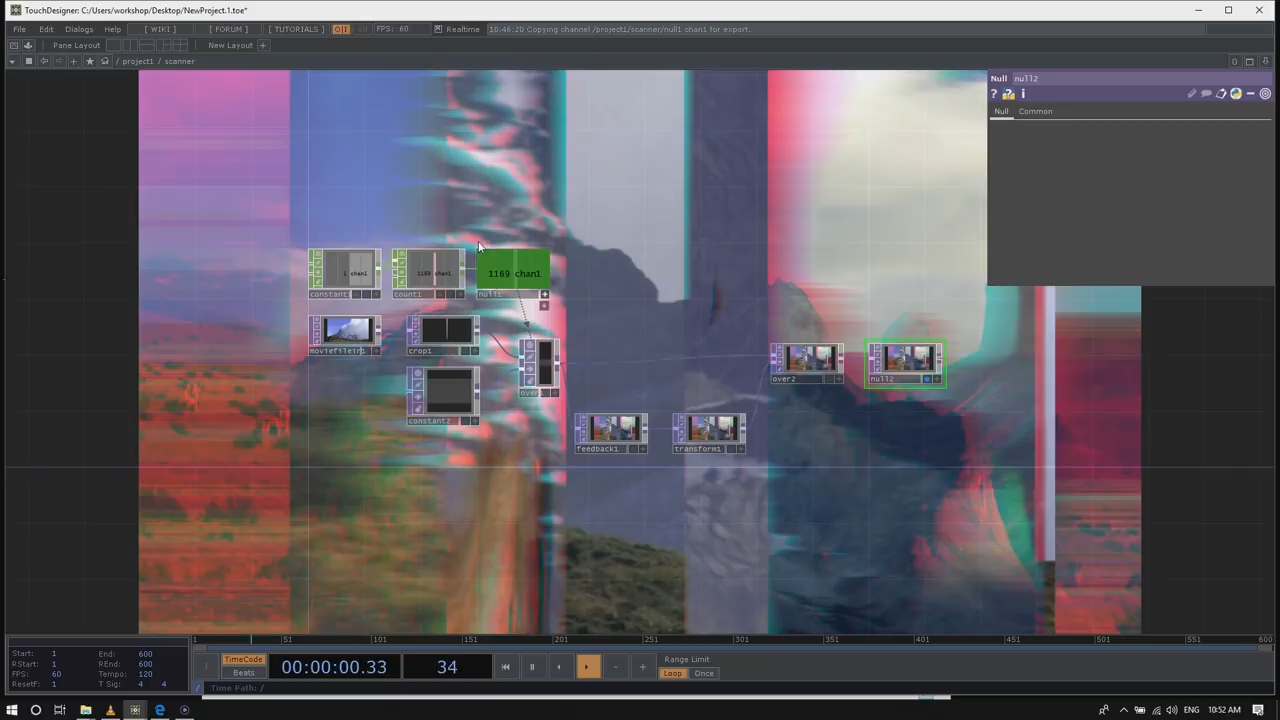 TouchDesigner: C:/Users/workshop/Desktop/NewProject.1.toe*
File Edit Dialogs [ WIKI ] [ FORUM ] [ TUTORIALS ] O|I FPS: 60 Realtime 10:46:20 Copying channel /project1/scanner/null1 chan1 for export.
Pane Layout New Layout +
/ project1 / scanner 0
Null null2
? i
Null Common
1 chan1 1169 chan1 1169 chan1
constant1 count1 null1
moviefilein1 crop1
over2 null2
over1
constant2
feedback1 transform1
1 51 101 151 201 251 301 351 401 451 501 551 600
Start: 1 End: 600
RStart: 1 REnd: 600
FPS: 60 Tempo: 120
ResetF: 1 T Sig: 4 4
TimeCode
Beats
00:00:00.33 34
- +
Range Limit
Loop Once
/ Time Path: /
ENG 10:52 AM